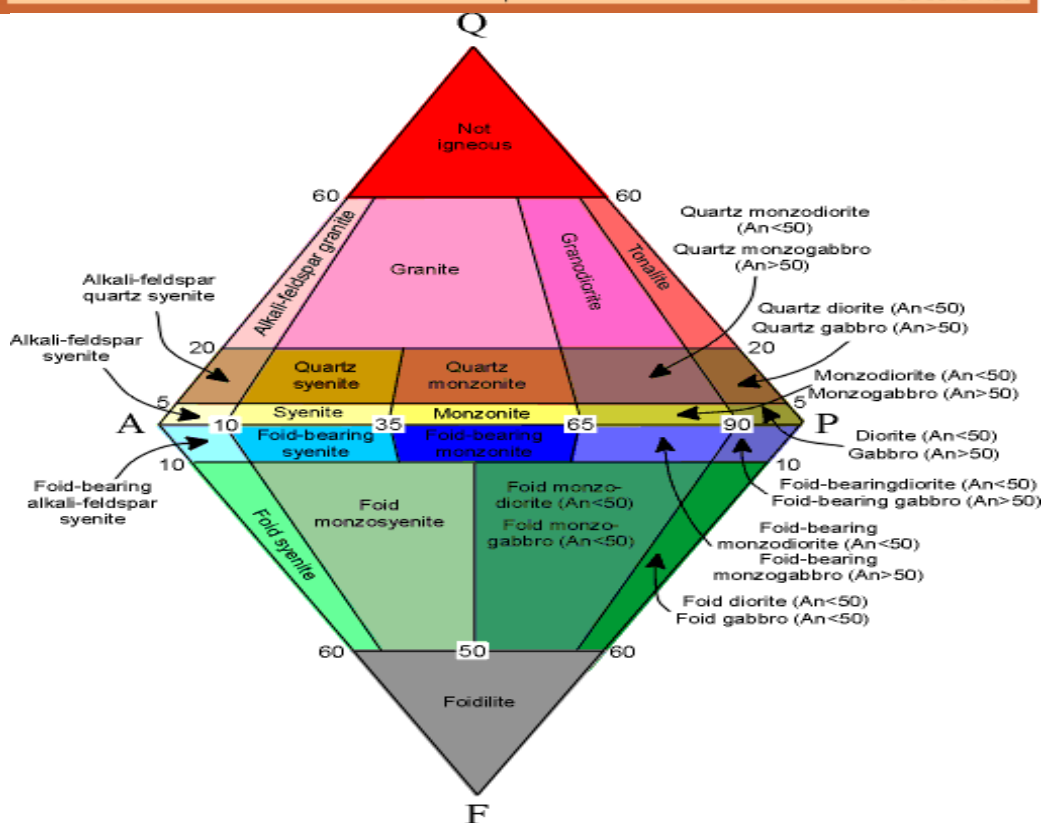 Q
Not
igneous
60
60
Alkali-feldspar granite
Granite
Granodiorite
Tonalite
Quartz monzodiorite
(An<50)
Quartz monzogabbro
(An>50)
Alkali-feldspar
quartz syenite
Quartz diorite (An<50)
Quartz gabbro (An>50)
Alkali-feldspar
syenite
20
20
Quartz
syenite
Quartz
monzonite
Monzodiorite (An<50)
Monzogabbro (An>50)
5
5
A
Syenite
Monzonite
P
10
35
65
90
Foid-bearing
syenite
Foid-bearing
monzonite
Diorite (An<50)
Gabbro (An>50)
10
10
Foid-bearing
alkali-feldspar
syenite
Foid-bearingdiorite (An<50)
Foid-bearing gabbro (An>50)
Foid syenite
Foid
monzosyenite
Foid monzo-
diorite (An<50)
Foid monzo-
gabbro (An<50)
Foid-bearing
monzodiorite (An<50)
Foid-bearing
monzogabbro (An>50)
Foid diorite (An<50)
Foid gabbro (An<50)
60
50
60
Foidilite
F